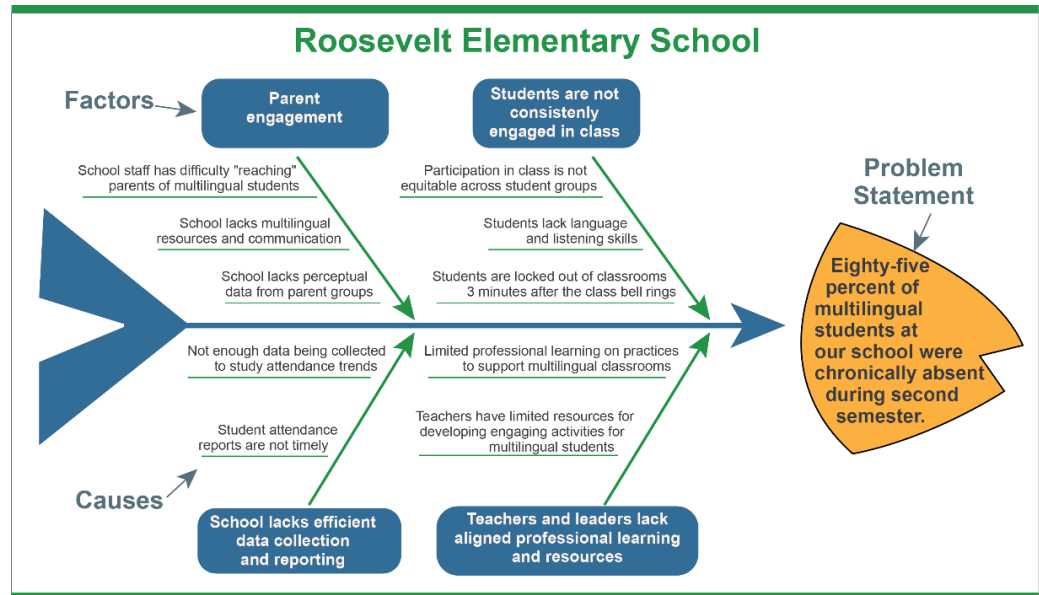 Roosevelt Elementary School
Factors
Parent
engagement
Students are not
consistenly
engaged in class
School staff has difficulty "reaching"
parents of multilingual students
School lacks multilingual
resources and communication
School lacks perceptual
data from parent groups
Participation in class is not
equitable across student groups
Students lack language
and listening skills
Students are locked out of classrooms
3 minutes after the class bell rings
Problem
Statement
Eighty-five
percent of
multilingual
students at
our school were
chronically absent
during second
semester.
Not enough data being collected
to study attendance trends
Student attendance
reports are not timely
Limited professional learning on practices
to support multilingual classrooms
Teachers have limited resources for
developing engaging activities for
multilingual students
Causes
School lacks efficient
data collection
and reporting
Teachers and leaders lack
aligned professional learning
and resources